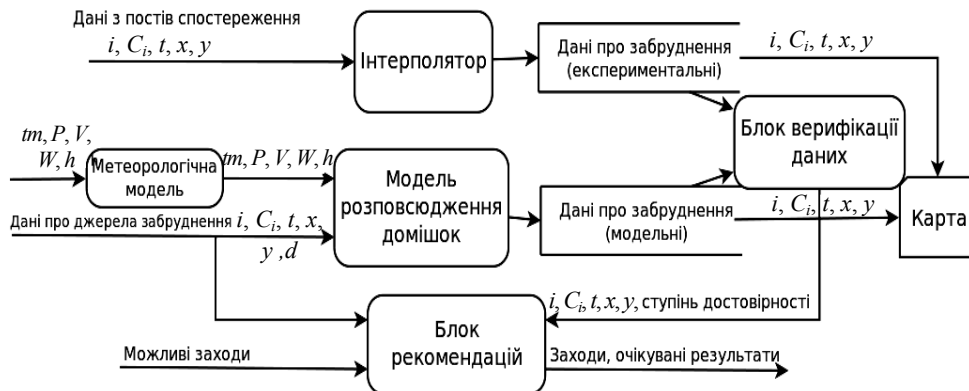 Дані з постів спостереження
i, Cᵢ, t, x, y
Інтерполятор
Дані про забруднення
(експериментальні)
i, Cᵢ, t, x, y
Блок верифікації
даних
tm, P, V,
W, h
Метеорологічна
модель
tm, P, V, W, h
Модель
розповсюдження
домішок
Дані про забруднення
(модельні)
i, Cᵢ, t, x, y
Карта
Дані про джерела забруднення i, Cᵢ, t, x,
y ,d
i, Cᵢ, t, x, y, ступінь достовірності
Блок
рекомендацій
Можливі заходи
Заходи, очікувані результати